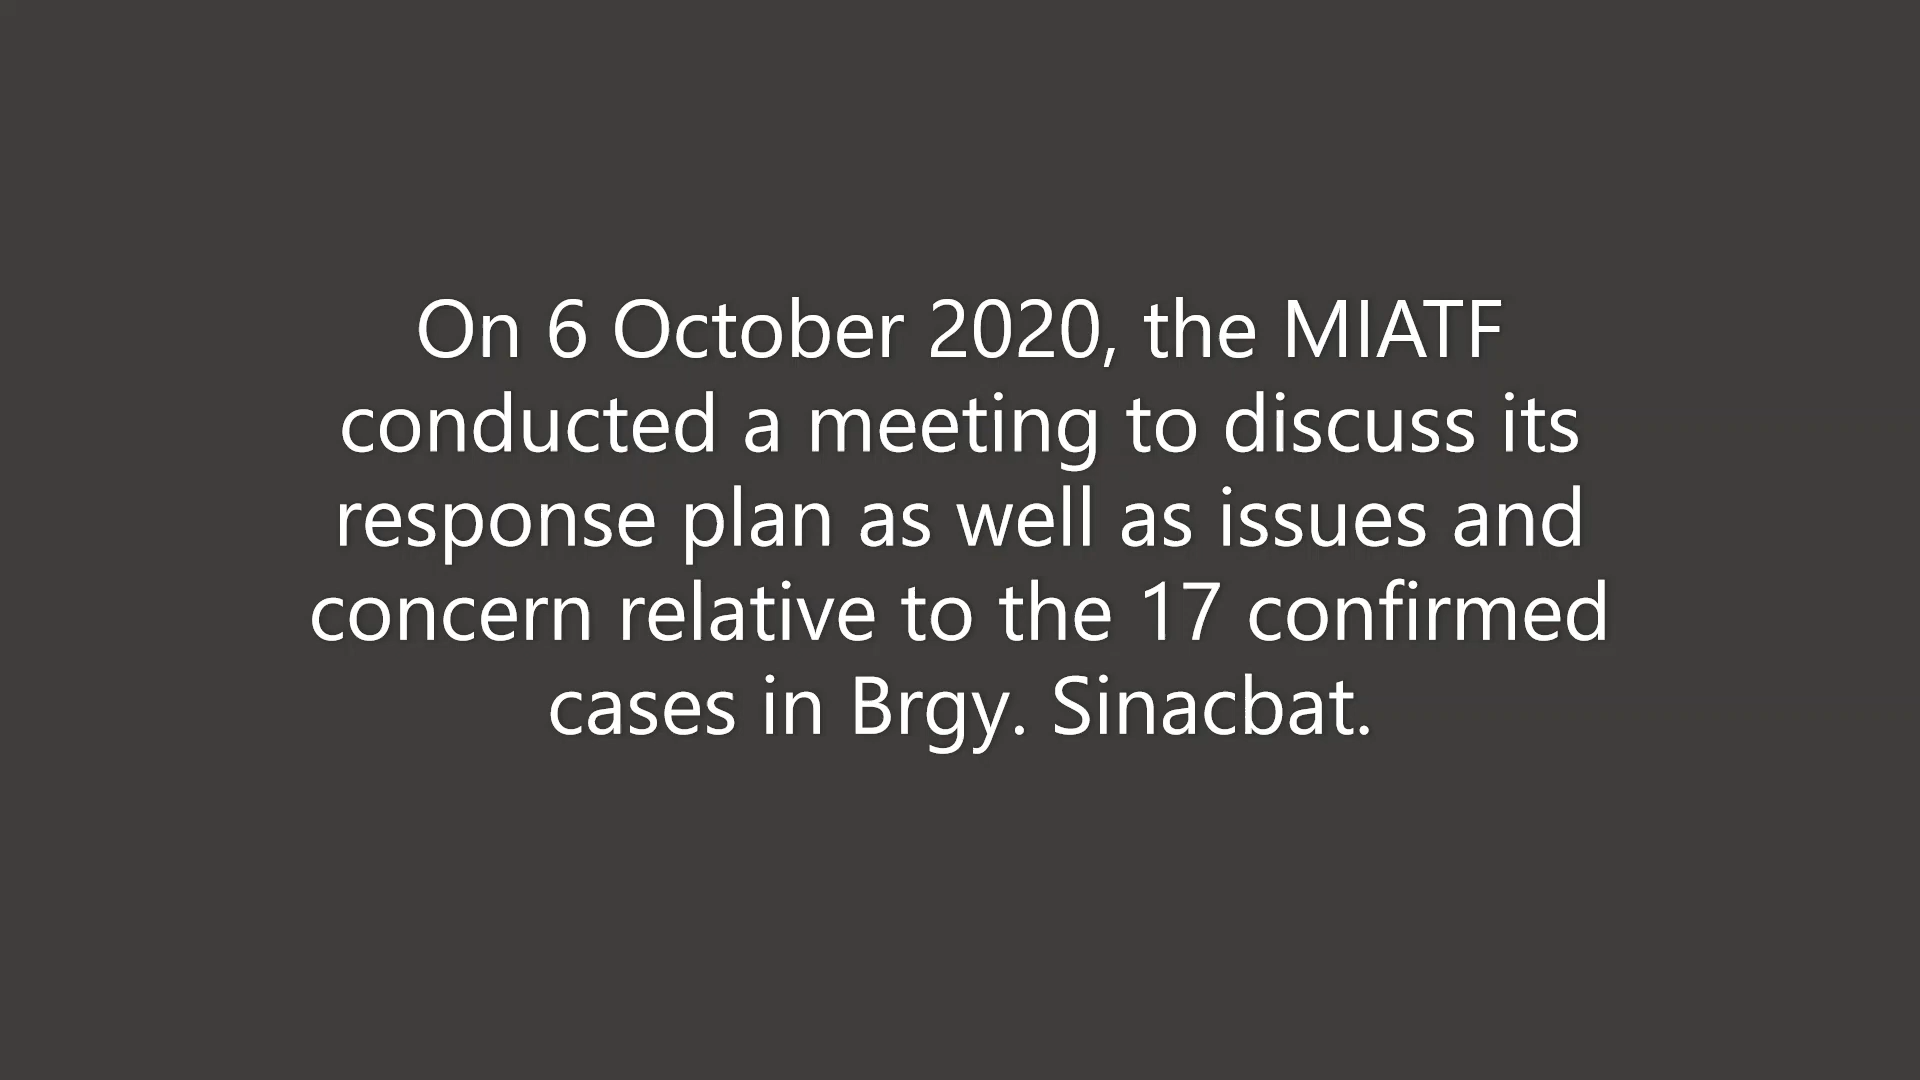 On 6 October 2020, the MIATF
conducted a meeting to discuss its
response plan as well as issues and
concern relative to the 17 confirmed
cases in Brgy. Sinacbat.